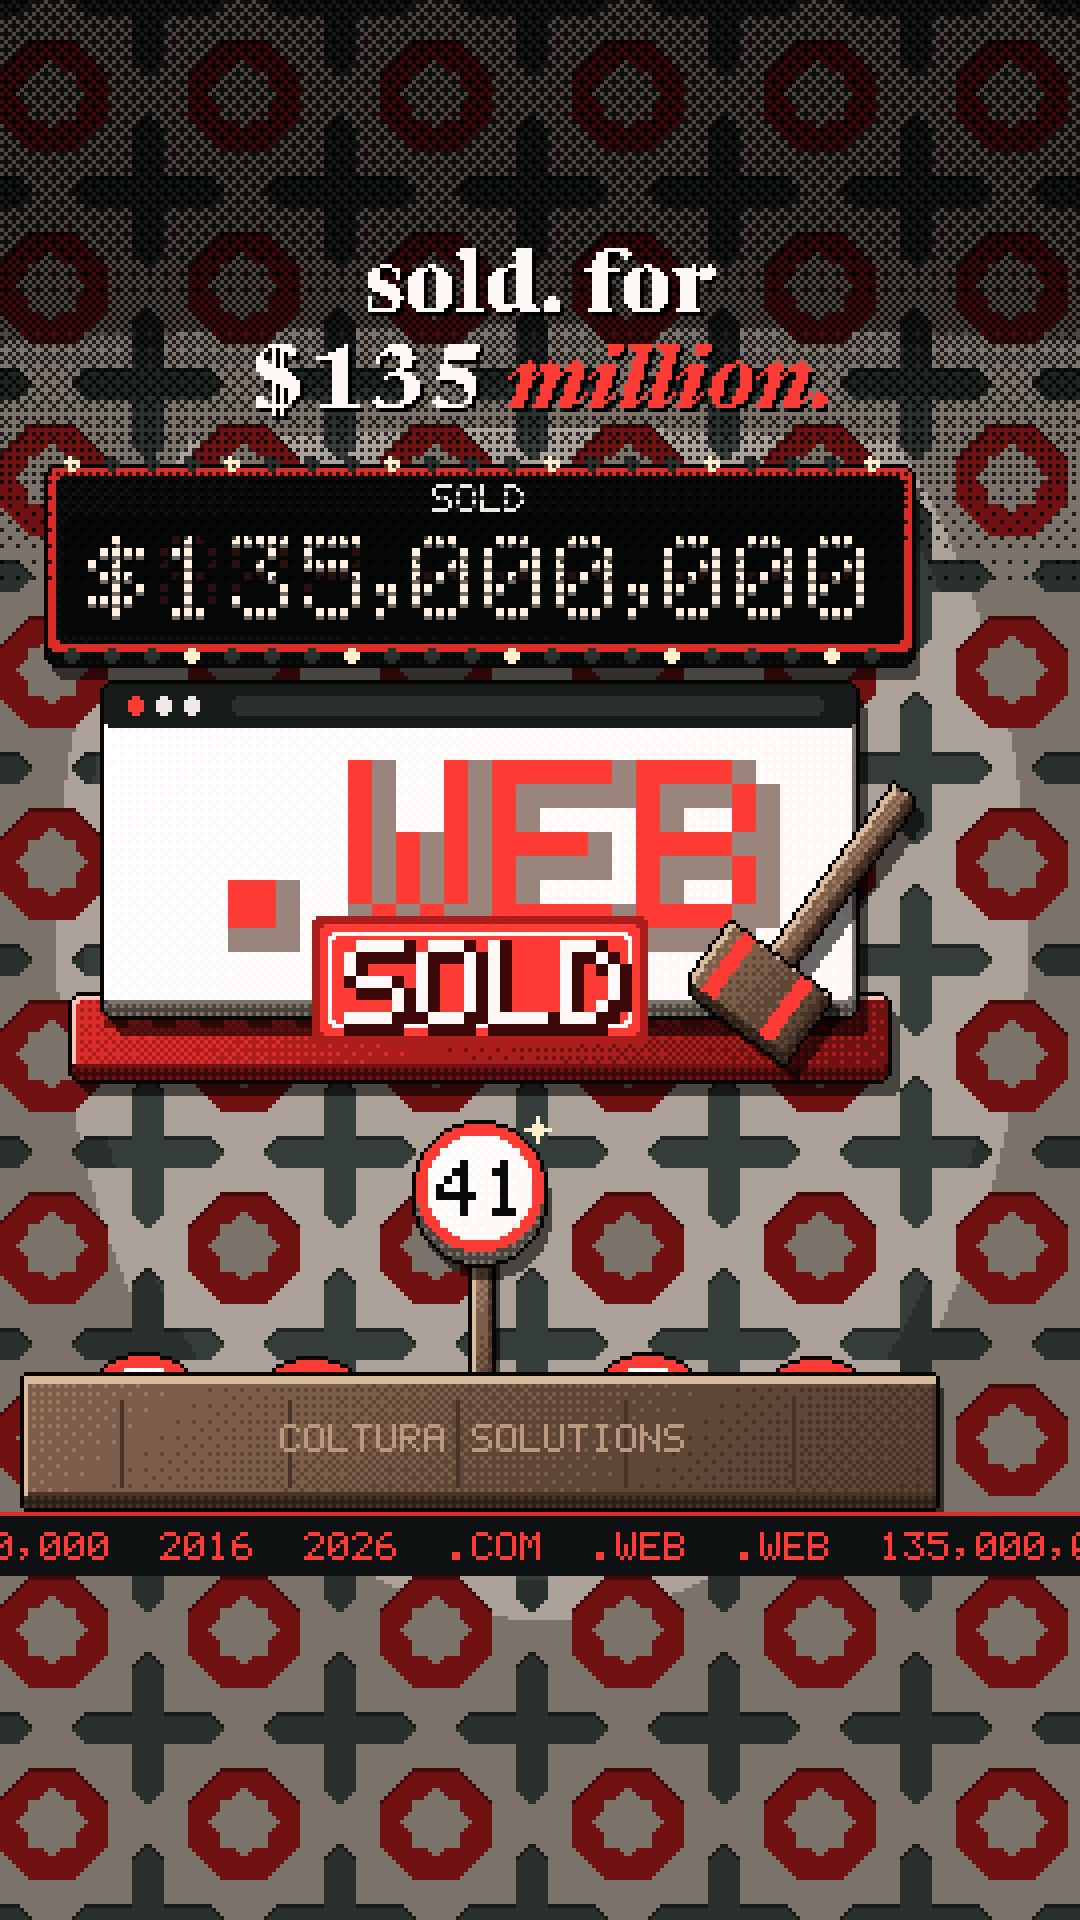 sold. for
$135 million.
SOLD
$135,000,000
.WEB
SOLD
41
COLTURA SOLUTIONS
0,000 2016 2026 .COM .WEB .WEB 135,000,0